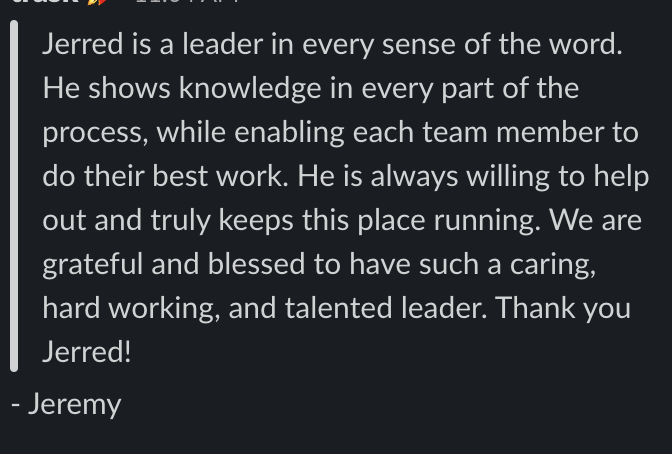 Jerred is a leader in every sense of the word.
He shows knowledge in every part of the
process, while enabling each team member to
do their best work. He is always willing to help
out and truly keeps this place running. We are
grateful and blessed to have such a caring,
hard working, and talented leader. Thank you
Jerred!
- Jeremy